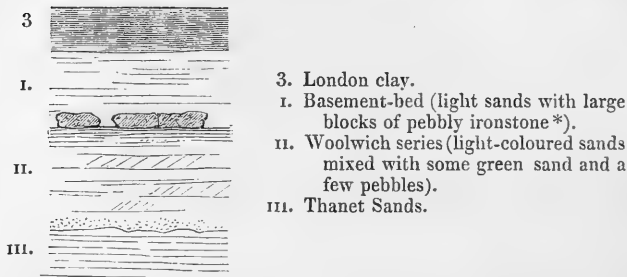 3
I.
II.
III.
3. London clay.
I. Basement-bed (light sands with large
blocks of pebbly ironstone*).
II. Woolwich series (light-coloured sands
mixed with some green sand and a
few pebbles).
III. Thanet Sands.